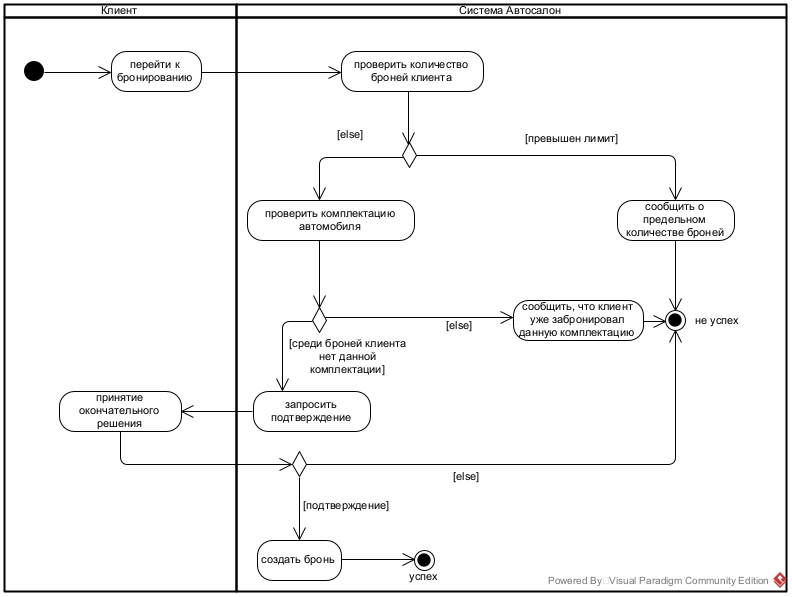 Клиент
Система Автосалон
перейти к
бронированию
проверить количество
броней клиента
[else]
[превышен лимит]
проверить комплектацию
автомобиля
сообщить о
предельном
количестве броней
сообщить, что клиент
уже забронировал
данную комплектацию
не успех
[else]
[среди броней клиента
нет данной
комплектации]
принятие
окончательного
решения
запросить
подтверждение
[else]
[подтверждение]
создать бронь
успех
Powered By Visual Paradigm Community Edition